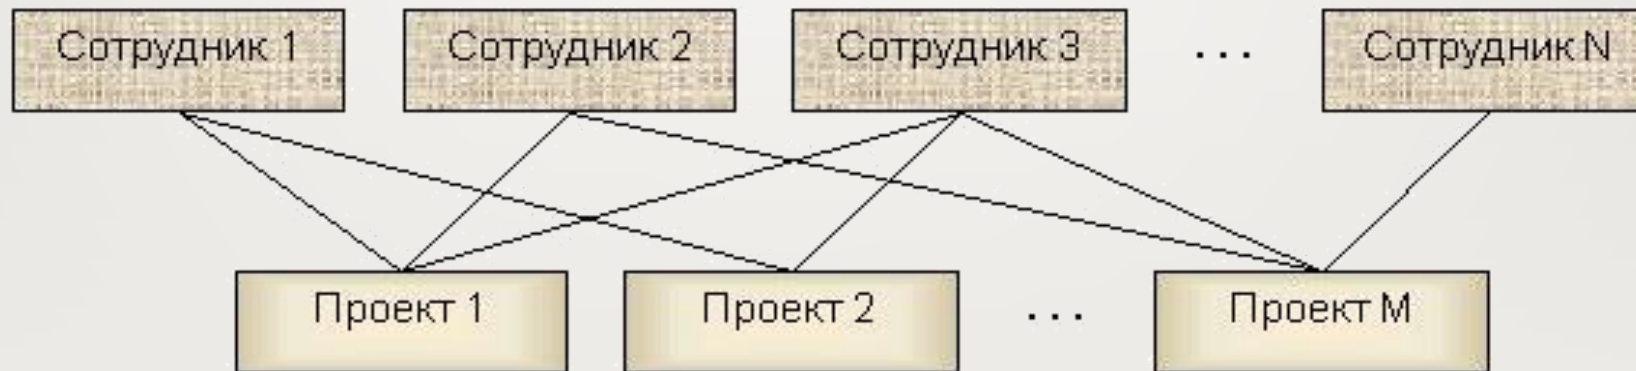 Сотрудник 1
Сотрудник 2
Сотрудник 3
...
Сотрудник N
Проект 1
Проект 2
...
Проект M